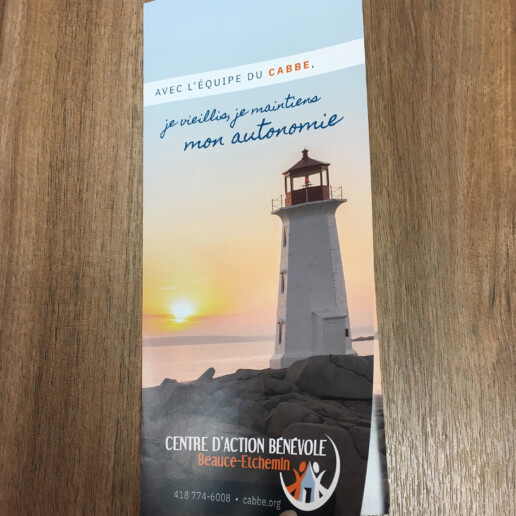 AVEC L'ÉQUIPE DU CABBE,
je vieillis, je maintiens
mon autonomie
CENTRE D'ACTION BÉNÉVOLE
Beauce-Etchemin
418 774-6008 • cabbe.org